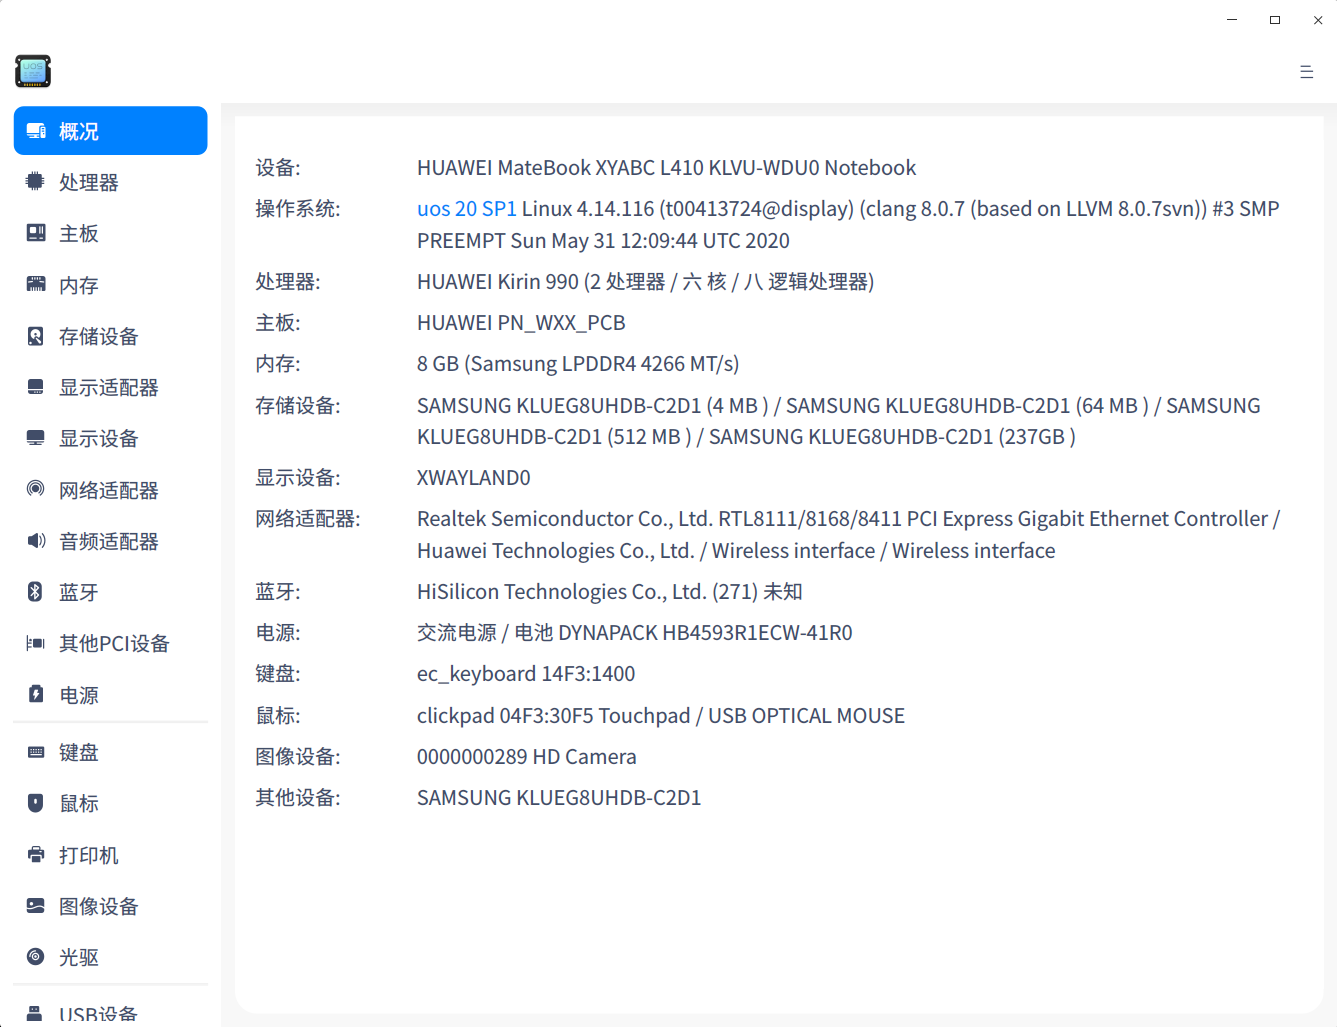 概况
处理器
主板
内存
存储设备
显示适配器
显示设备
网络适配器
音频适配器
蓝牙
其他PCI设备
电源
键盘
鼠标
打印机
图像设备
光驱
USB设备
设备: HUAWEI MateBook XYABC L410 KLVU-WDU0 Notebook
操作系统: uos 20 SP1 Linux 4.14.116 (t00413724@display) (clang 8.0.7 (based on LLVM 8.0.7svn)) #3 SMP
PREEMPT Sun May 31 12:09:44 UTC 2020
处理器: HUAWEI Kirin 990 (2 处理器 / 六 核 / 八 逻辑处理器)
主板: HUAWEI PN_WXX_PCB
内存: 8 GB (Samsung LPDDR4 4266 MT/s)
存储设备: SAMSUNG KLUEG8UHDB-C2D1 (4 MB ) / SAMSUNG KLUEG8UHDB-C2D1 (64 MB ) / SAMSUNG
KLUEG8UHDB-C2D1 (512 MB ) / SAMSUNG KLUEG8UHDB-C2D1 (237GB )
显示设备: XWAYLAND0
网络适配器: Realtek Semiconductor Co., Ltd. RTL8111/8168/8411 PCI Express Gigabit Ethernet Controller /
Huawei Technologies Co., Ltd. / Wireless interface / Wireless interface
蓝牙: HiSilicon Technologies Co., Ltd. (271) 未知
电源: 交流电源 / 电池 DYNAPACK HB4593R1ECW-41R0
键盘: ec_keyboard 14F3:1400
鼠标: clickpad 04F3:30F5 Touchpad / USB OPTICAL MOUSE
图像设备: 0000000289 HD Camera
其他设备: SAMSUNG KLUEG8UHDB-C2D1